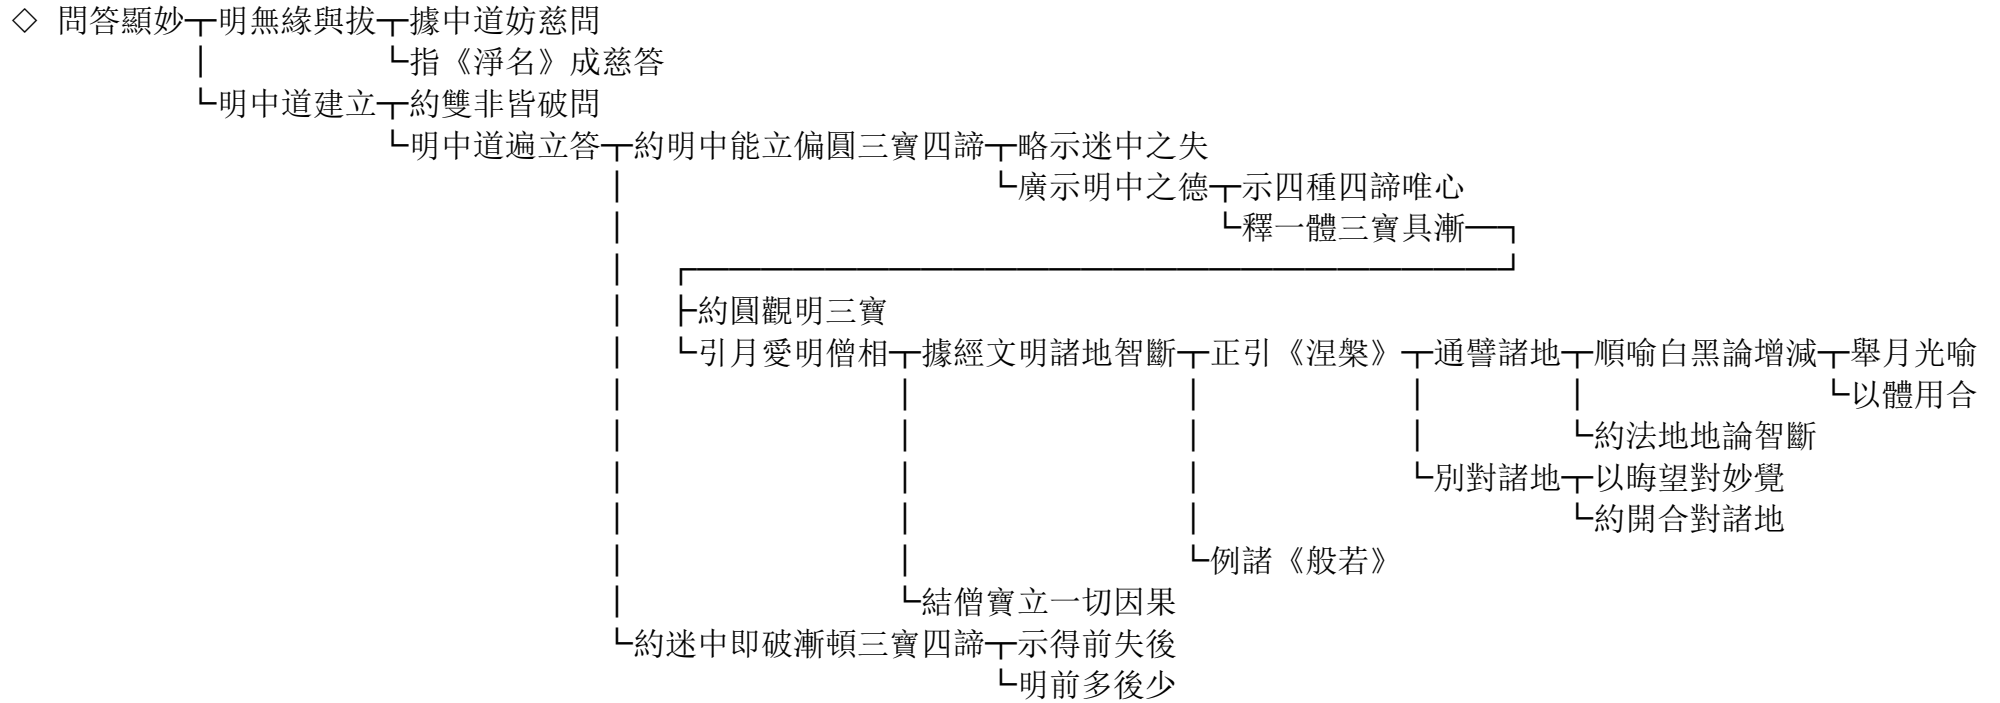 ◇ 問答顯妙┬明無緣與拔┬據中道妨慈問
│ └指《淨名》成慈答
└明中道建立┬約雙非皆破問
└明中道遍立答┬約明中能立偏圓三寶四諦┬略示迷中之失
│ └廣示明中之德┬示四種四諦唯心
│ └釋一體三寶具漸─┐
│ ┌──────────────────────────┘
│ ├約圓觀明三寶
│ └引月愛明僧相┬據經文明諸地智斷┬正引《涅槃》┬通譬諸地┬順喻白黑論增減┬舉月光喻
│ │ │ │ │ └以體用合
│ │ │ │ └約法地地論智斷
│ │ │ └別對諸地┬以晦望對妙覺
│ │ │ └約開合對諸地
│ │ └例諸《般若》
│ └結僧寶立一切因果
└約迷中即破漸頓三寶四諦┬示得前失後
└明前多後少